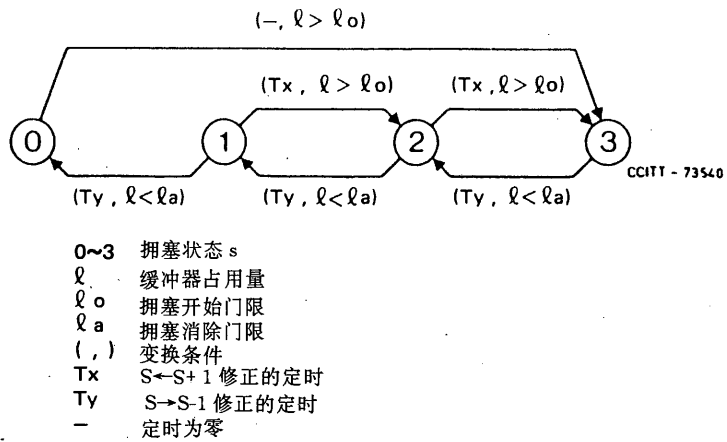 (—, ℓ > ℓo)
(Tx, ℓ > ℓo) (Tx, ℓ > ℓo)
0 1 2 3
CCITT - 73540
(Ty, ℓ<ℓa) (Ty, ℓ<ℓa) (Ty, ℓ<ℓa)
0~3 拥塞状态 s
ℓ 缓冲器占用量
ℓo 拥塞开始门限
ℓa 拥塞消除门限
( , ) 变换条件
Tx S←S+1 修正的定时
Ty S→S-1 修正的定时
— 定时为零